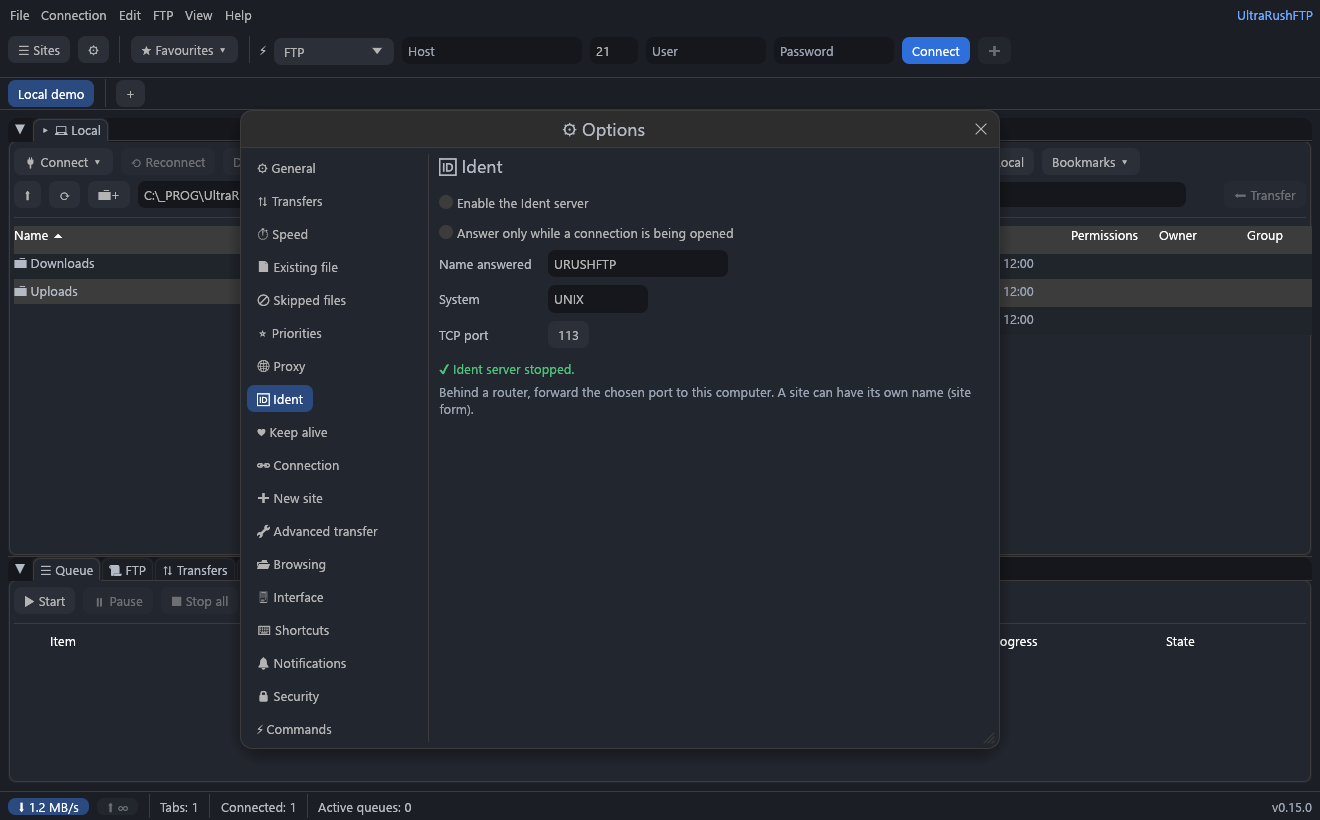 File Connection Edit FTP View Help UltraRushFTP
Sites Favourites FTP Host 21 User Password Connect +
Local demo +
Local
Options
Connect Reconnect D ocal Bookmarks
C:\_PROG\UltraR Transfer
Name Permissions Owner Group
Downloads 12:00
Uploads 12:00
12:00
General
Transfers
Speed
Existing file
Skipped files
Priorities
Proxy
Ident
Keep alive
Connection
New site
Advanced transfer
Browsing
Interface
Shortcuts
Notifications
Security
Commands
ID Ident
Enable the Ident server
Answer only while a connection is being opened
Name answered URUSHFTP
System UNIX
TCP port 113
✓ Ident server stopped.
Behind a router, forward the chosen port to this computer. A site can have its own name (site
form).
Queue FTP Transfers
Start Pause Stop all
Item ogress State
1.2 MB/s ∞ Tabs: 1 Connected: 1 Active queues: 0 v0.15.0